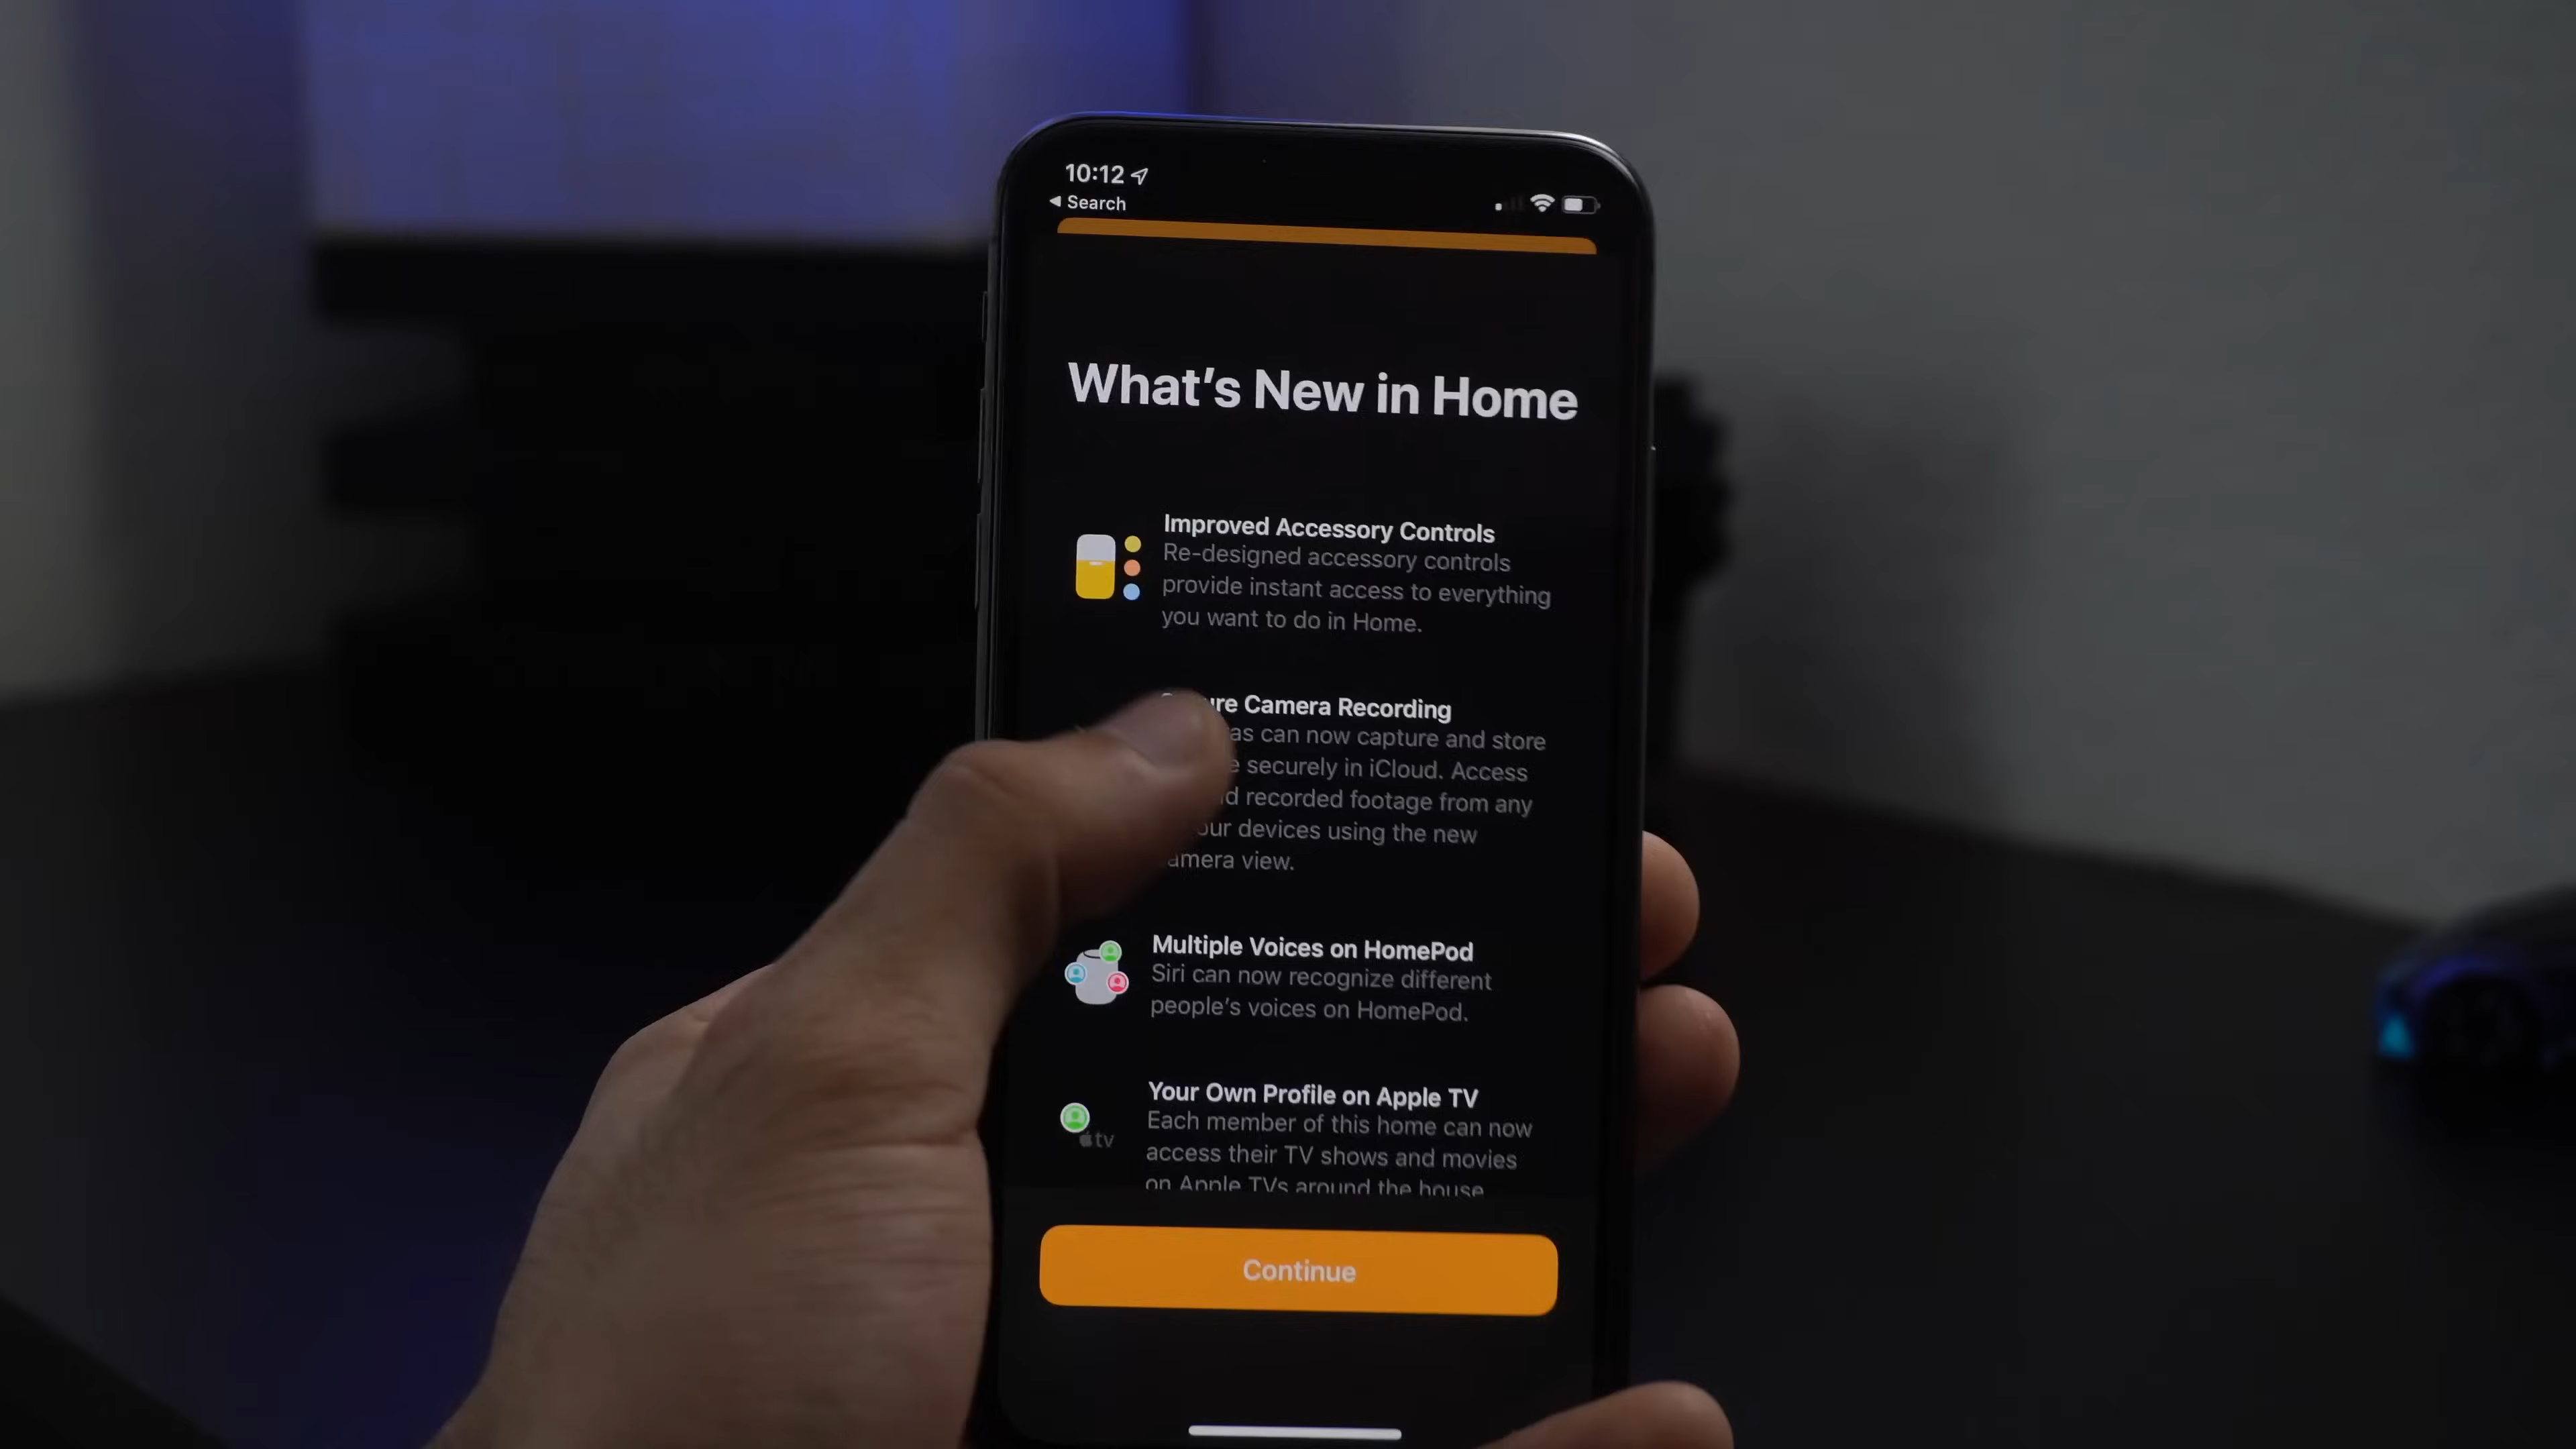 10:12
Search
What's New in Home
Improved Accessory Controls
Re-designed accessory controls
provide instant access to everything
you want to do in Home.
Camera Recording
can now capture and store
securely in iCloud. Access
recorded footage from any
devices using the new
view.
Multiple Voices on HomePod
Siri can now recognize different
people's voices on HomePod.
Your Own Profile on Apple TV
Each member of this home can now
tv
access their TV shows and movies
on Apple TVs around the house
Continue